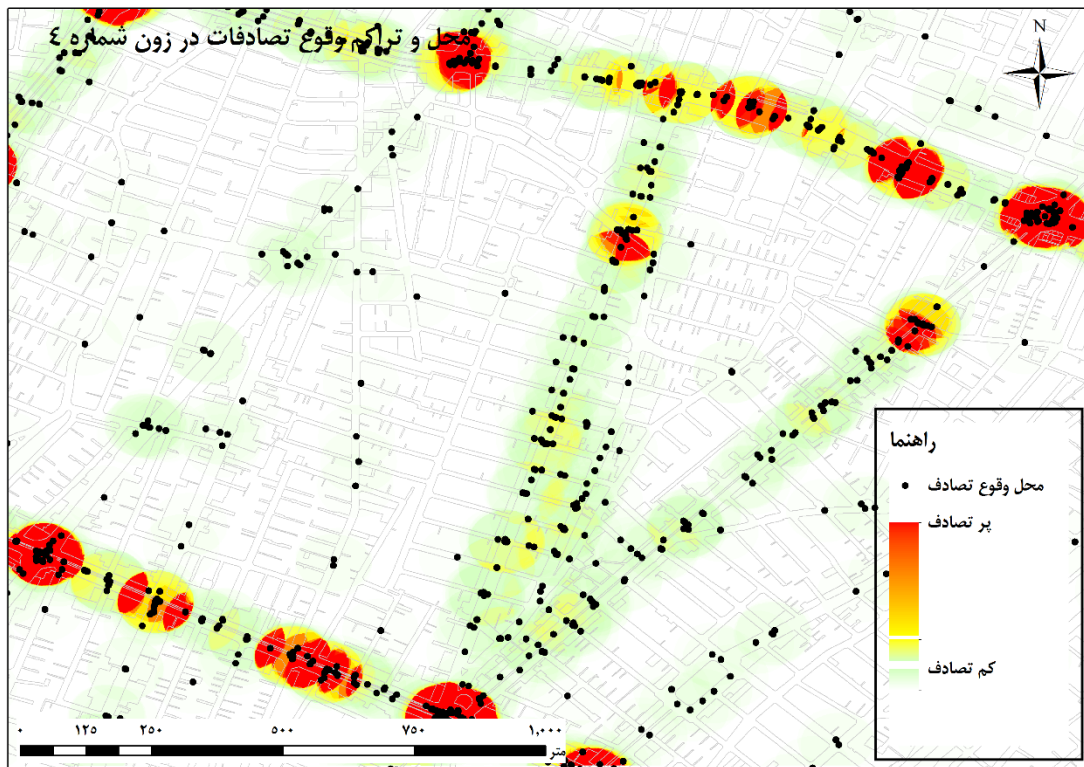 محل و تراکم وقوع تصادفات در زون شماره ٤
N
راهنما
محل وقوع تصادف
پر تصادف
کم تصادف
٠ ١٢٥ ٢٥٠ ٥٠٠ ٧٥٠ ١,٠٠٠
متر